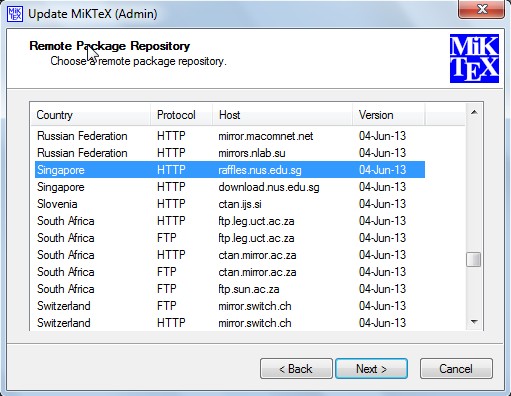 Update MiKTeX (Admin)
Remote Package Repository
Choose a remote package repository.
MiK
TEX
Country Protocol Host Version
Russian Federation HTTP mirror.macomnet.net 04-Jun-13
Russian Federation HTTP mirrors.nlab.su 04-Jun-13
Singapore HTTP raffles.nus.edu.sg 04-Jun-13
Singapore HTTP download.nus.edu.sg 04-Jun-13
Slovenia HTTP ctan.ijs.si 04-Jun-13
South Africa HTTP ftp.leg.uct.ac.za 04-Jun-13
South Africa FTP ftp.leg.uct.ac.za 04-Jun-13
South Africa HTTP ctan.mirror.ac.za 04-Jun-13
South Africa FTP ctan.mirror.ac.za 04-Jun-13
South Africa FTP ftp.sun.ac.za 04-Jun-13
Switzerland FTP mirror.switch.ch 04-Jun-13
Switzerland HTTP mirror.switch.ch 04-Jun-13
< Back Next > Cancel